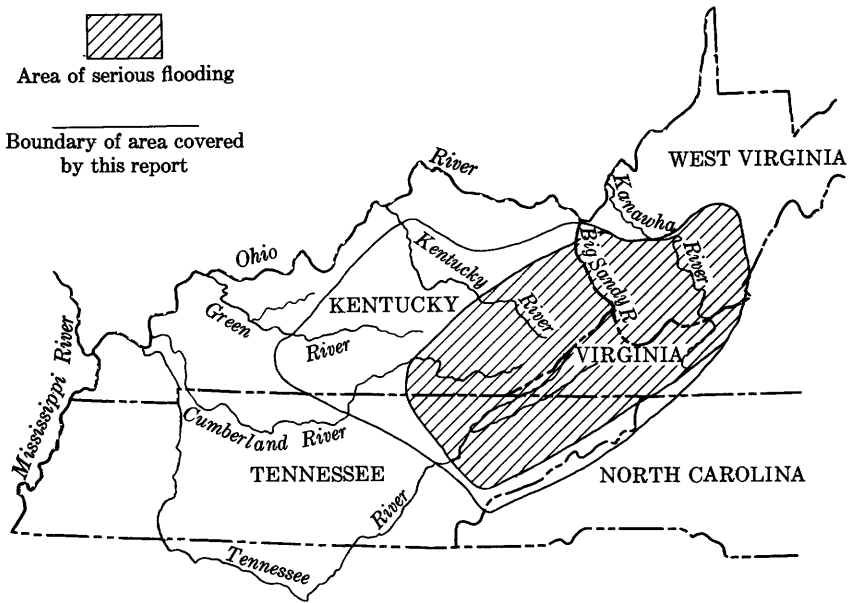 Area of serious flooding
Boundary of area covered
by this report
WEST VIRGINIA
River
Kanawha
River
Ohio
Kentucky
River
Big Sandy R
Green
River
KENTUCKY
VIRGINIA
Mississippi River
Cumberland River
TENNESSEE
NORTH CAROLINA
River
Tennessee